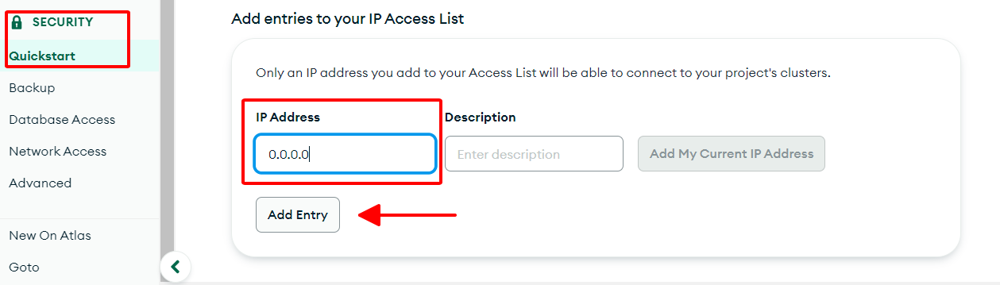 SECURITY
Quickstart
Backup
Database Access
Network Access
Advanced
New On Atlas
Goto
Add entries to your IP Access List
Only an IP address you add to your Access List will be able to connect to your project's clusters.
IP Address Description
0.0.0.0 Enter description Add My Current IP Address
Add Entry